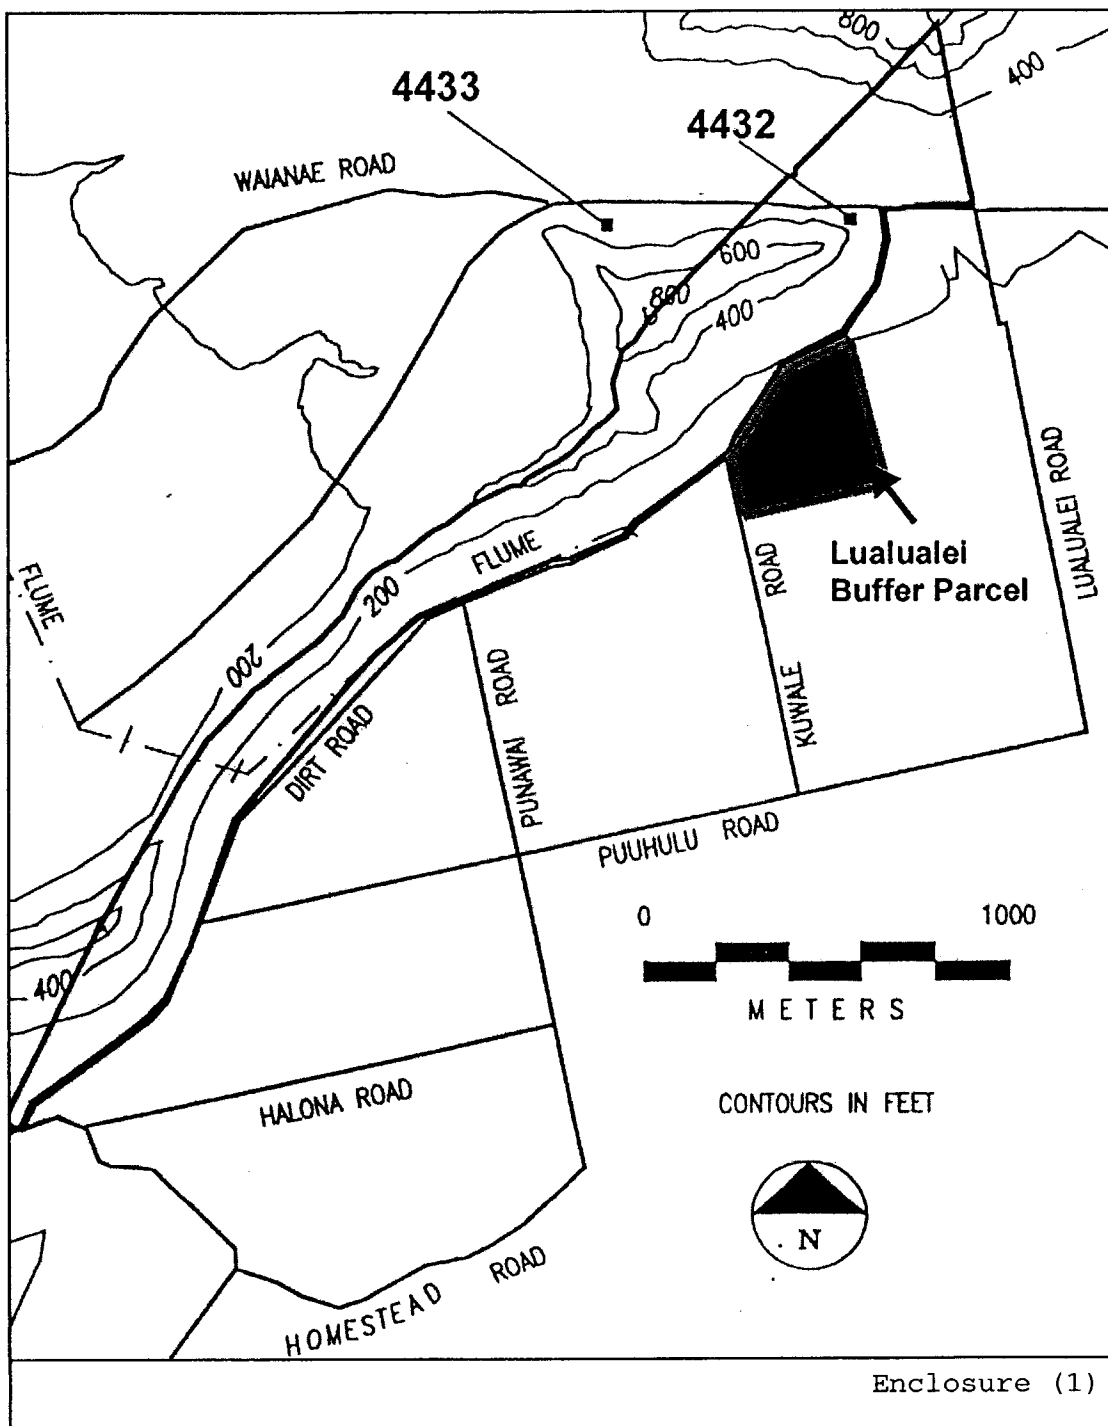 800
400
4433
4432
WAIANAE ROAD
600
800
400
FLUME
FLUME
200
200
DIRT ROAD
PUNAWAI ROAD
KUWALE ROAD
LUALUALEI ROAD
Lualualei
Buffer Parcel
PUUHULU ROAD
0 1000
METERS
400
HALONA ROAD
CONTOURS IN FEET
N
HOMESTEAD ROAD
Enclosure (1)